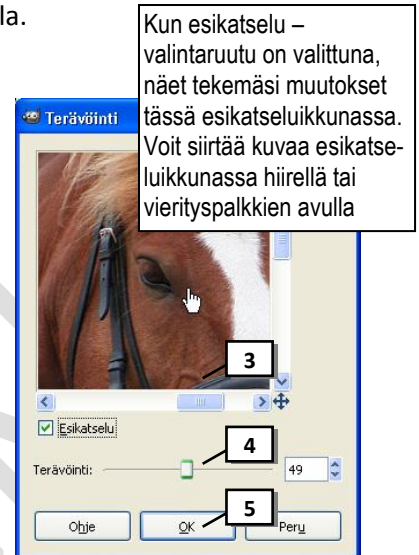 la.
Kun esikatselu –
valintaruutu on valittuna,
näet tekemäsi muutokset
tässä esikatseluikkunassa.
Voit siirtää kuvaa esikatse-
luikkunassa hiirellä tai
vierityspalkkien avulla
Terävöinti
3
Esikatselu
4
Terävöinti:
49
5
Ohje
OK
Peru